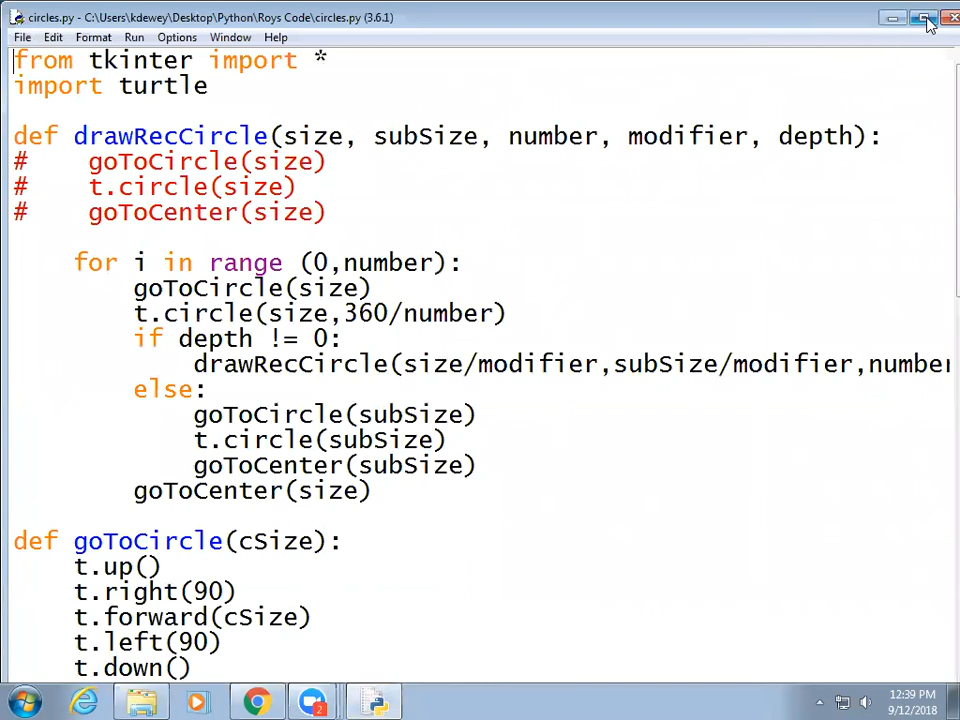 circles.py - C:\Users\kdewey\Desktop\Python\Roys Code\circles.py (3.6.1)
File Edit Format Run Options Window Help
from tkinter import *
import turtle
def drawRecCircle(size, subSize, number, modifier, depth):
#    goToCircle(size)
#    t.circle(size)
#    goToCenter(size)
    for i in range (0,number):
        goToCircle(size)
        t.circle(size,360/number)
        if depth != 0:
            drawRecCircle(size/modifier,subSize/modifier,number
        else:
            goToCircle(subSize)
            t.circle(subSize)
            goToCenter(subSize)
        goToCenter(size)
def goToCircle(cSize):
    t.up()
    t.right(90)
    t.forward(cSize)
    t.left(90)
    t.down()
2
12:39 PM
9/12/2018